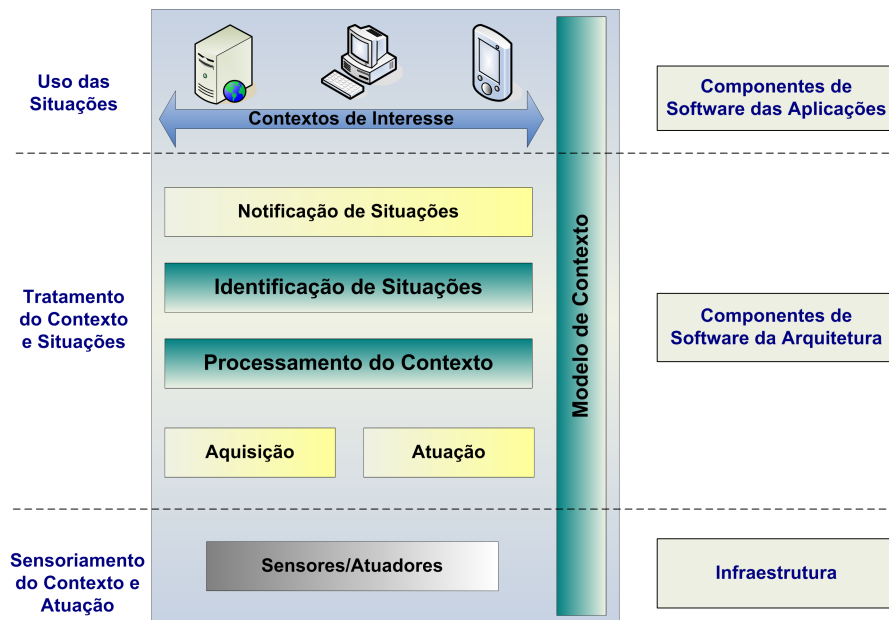 Uso das
Situações
Contextos de Interesse
Componentes de
Software das Aplicações
Modelo de Contexto
Notificação de Situações
Identificação de Situações
Processamento do Contexto
Aquisição
Atuação
Tratamento
do Contexto
e Situações
Componentes de
Software da Arquitetura
Sensoriamento
do Contexto e
Atuação
Sensores/Atuadores
Infraestrutura